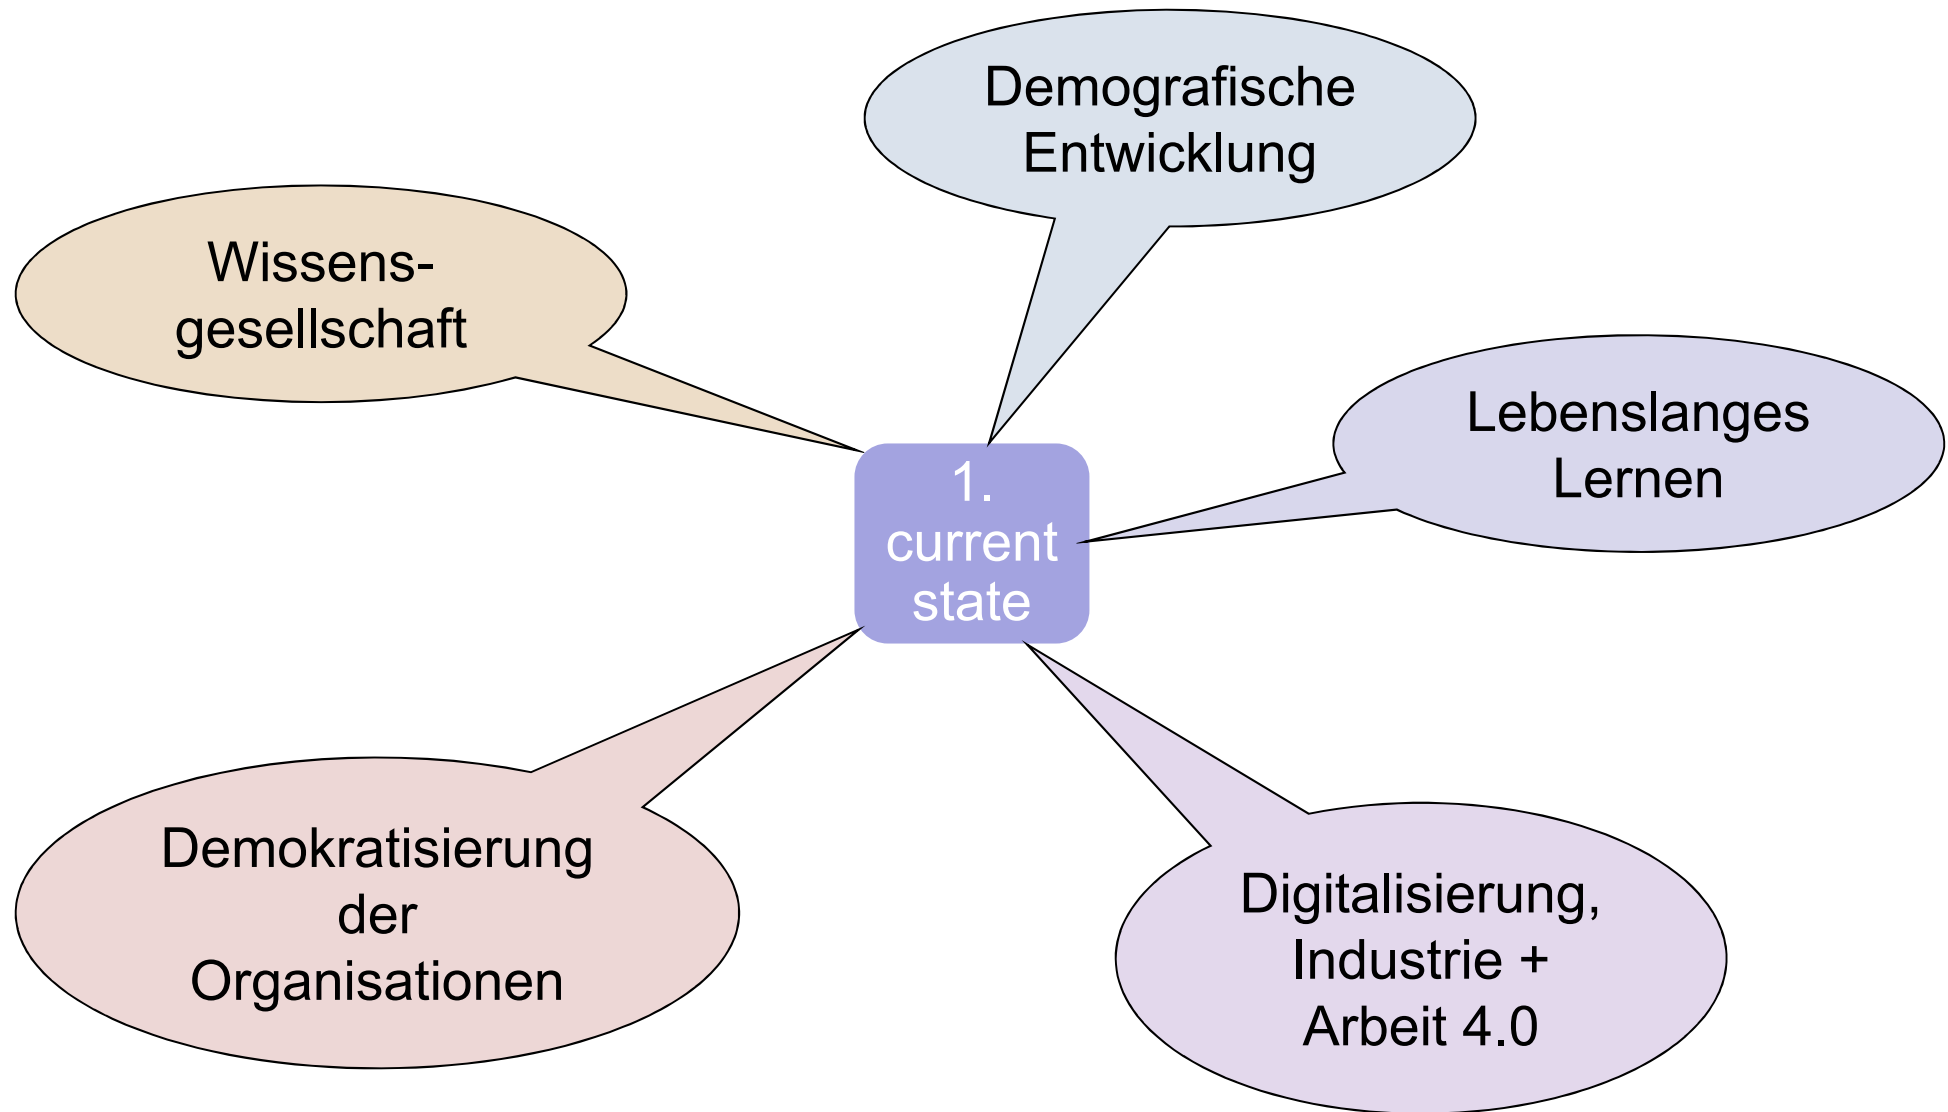 Demografische
Entwicklung
Wissens-
gesellschaft
Lebenslanges
Lernen
1.
current
state
Demokratisierung
der
Organisationen
Digitalisierung,
Industrie +
Arbeit 4.0